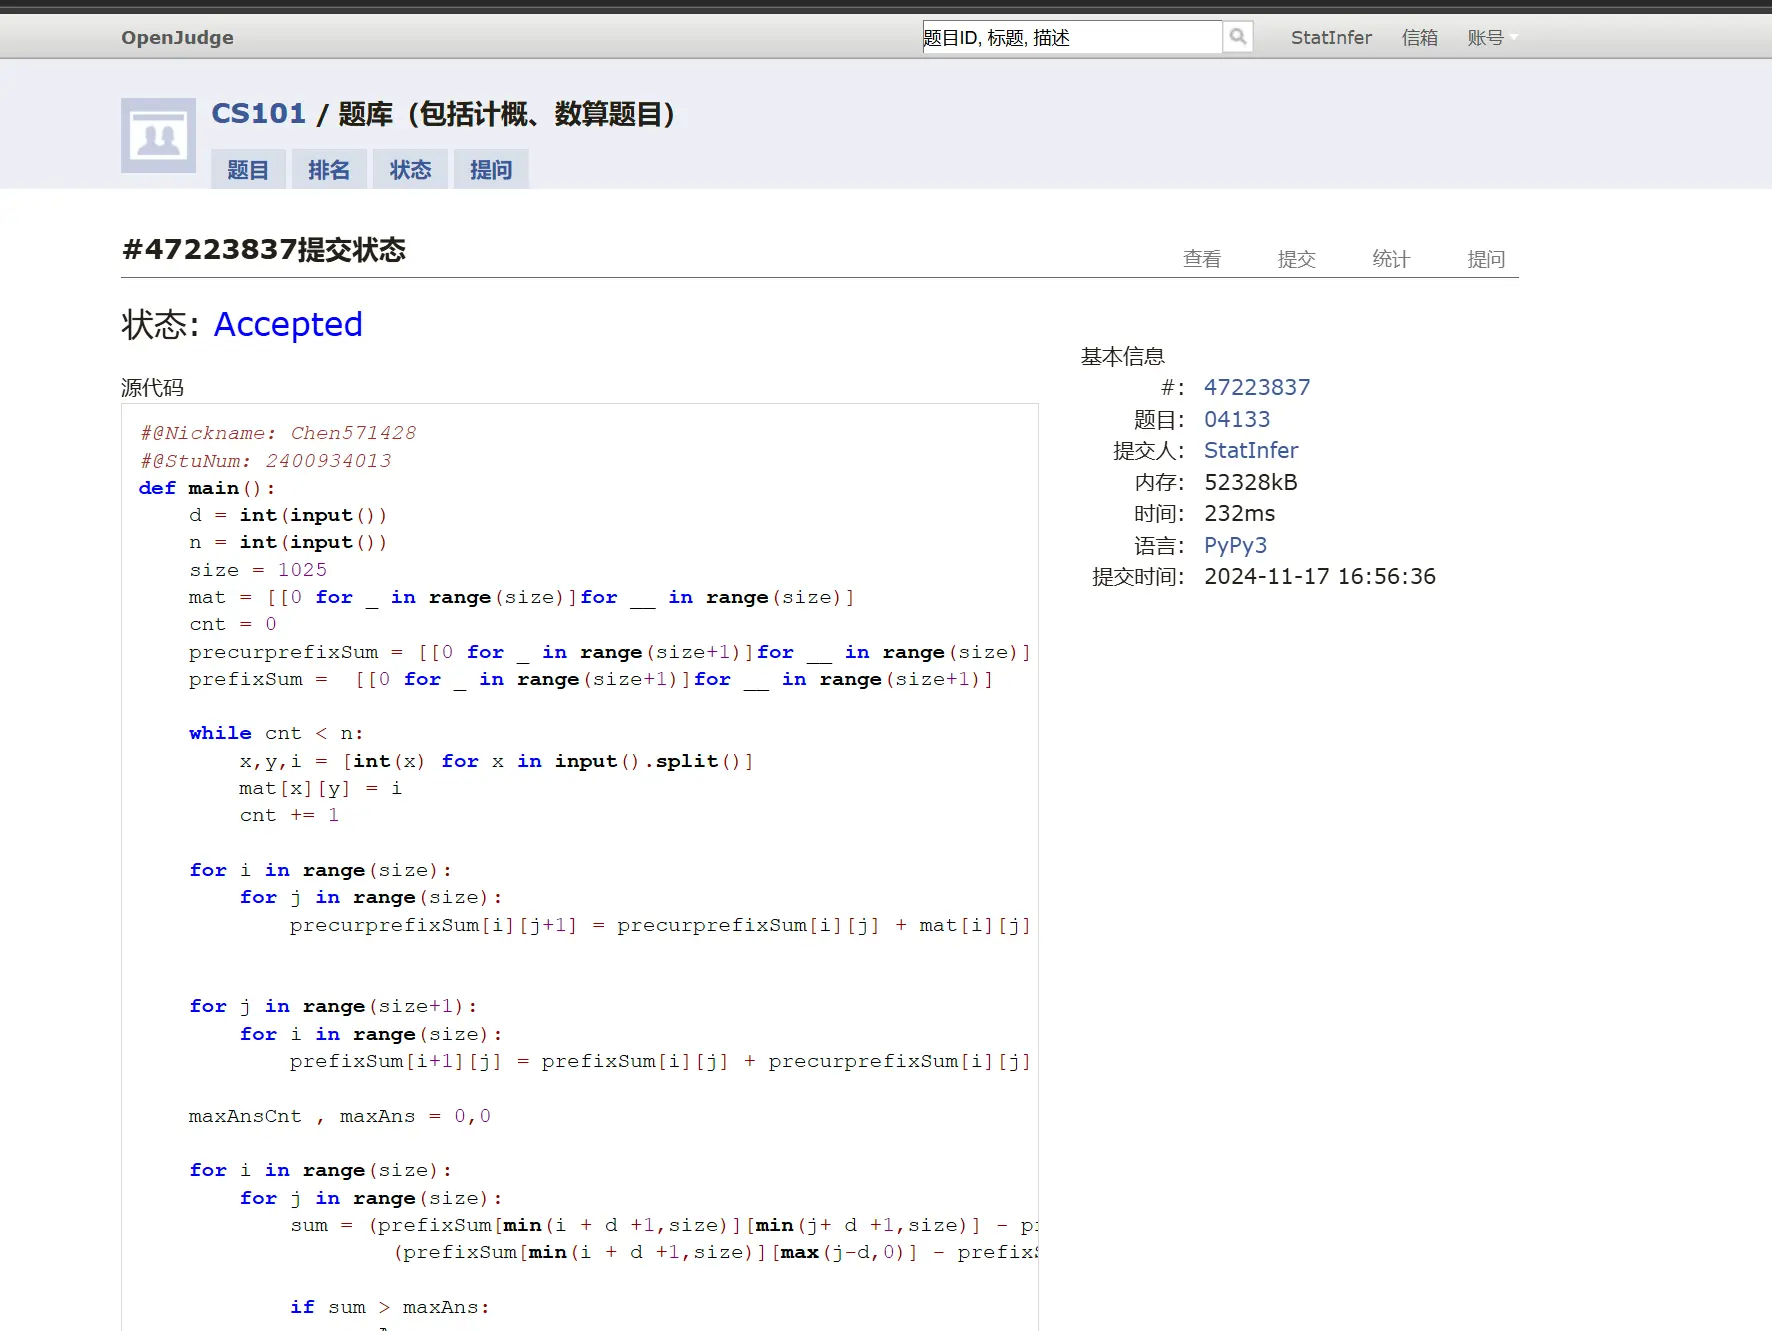 OpenJudge
题目ID, 标题, 描述
StatInfer 信箱 账号
CS101 / 题库（包括计概、数算题目）
题目 排名 状态 提问
#47223837提交状态
查看 提交 统计 提问
状态: Accepted
源代码
#@Nickname: Chen571428
#@StuNum: 2400934013
def main():
    d = int(input())
    n = int(input())
    size = 1025
    mat = [[0 for _ in range(size)]for __ in range(size)]
    cnt = 0
    precurprefixSum = [[0 for _ in range(size+1)]for __ in range(size)]
    prefixSum =  [[0 for _ in range(size+1)]for __ in range(size+1)]
    while cnt < n:
        x,y,i = [int(x) for x in input().split()]
        mat[x][y] = i
        cnt += 1
    for i in range(size):
        for j in range(size):
            precurprefixSum[i][j+1] = precurprefixSum[i][j] + mat[i][j]
    for j in range(size+1):
        for i in range(size):
            prefixSum[i+1][j] = prefixSum[i][j] + precurprefixSum[i][j]
    maxAnsCnt , maxAns = 0,0
    for i in range(size):
        for j in range(size):
            sum = (prefixSum[min(i + d +1,size)][min(j+ d +1,size)] -
                    (prefixSum[min(i + d +1,size)][max(j-d,0)] -
            if sum > maxAns:
基本信息
#: 47223837
题目: 04133
提交人: StatInfer
内存: 52328kB
时间: 232ms
语言: PyPy3
提交时间: 2024-11-17 16:56:36